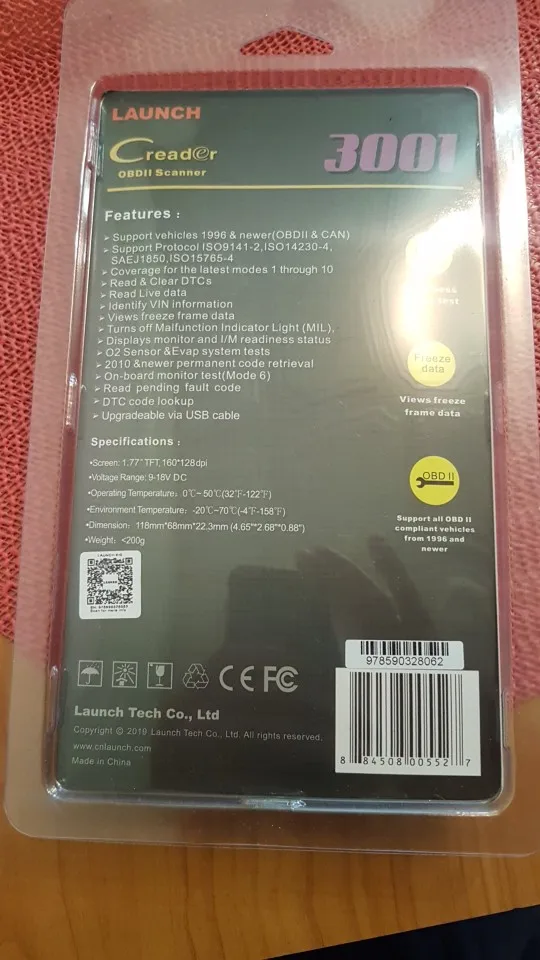 LAUNCH
Creader
OBDII Scanner
3001
Features :
➢ Support vehicles 1996 & newer(OBDII & CAN)
➢ Support Protocol ISO9141-2,ISO14230-4,
SAEJ1850,ISO15765-4
➢ Coverage for the latest modes 1 through 10
➢ Read & Clear DTCs
➢ Read Live data
➢ Identify VIN information
➢ Views freeze frame data
➢ Turns off Malfunction Indicator Light (MIL),
➢ Displays monitor and I/M readiness status
➢ O2 Sensor &Evap system tests
➢ 2010 &newer permanent code retrieval
➢ On-board monitor test(Mode 6)
➢ Read pending fault code
➢ DTC code lookup
➢ Upgradeable via USB cable
Freeze
data
Views freeze
frame data
OBD II
Support all OBD II
compliant vehicles
from 1996 and
newer
Specifications :
•Screen: 1.77" TFT, 160*128dpi
•Voltage Range: 9-18V DC
•Operating Temperature: 0℃~ 50℃(32℉-122℉)
•Environment Temperature: -20℃~70℃(-4℉-158℉)
•Dimension: 118mm*68mm*22.3mm (4.65"*2.68"*0.88")
•Weight: <200g
CE FC
Launch Tech Co., Ltd
Copyright © 2019 Launch Tech Co., Ltd. All rights reserved.
www.cnlaunch.com
Made in China
978590328062
8 84508 00552 7